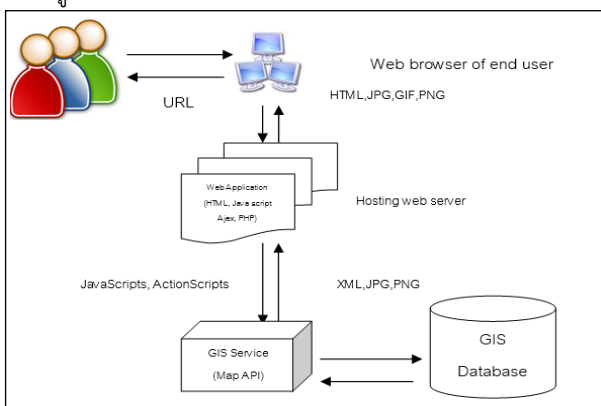 Web browser of end user
URL
HTML,JPG,GIF,PNG
Web Application
(HTML, Java script
Ajex, PHP)
Hosting web server
JavaScripts, ActionScripts
XML,JPG,PNG
GIS Service
(Map API)
GIS
Database